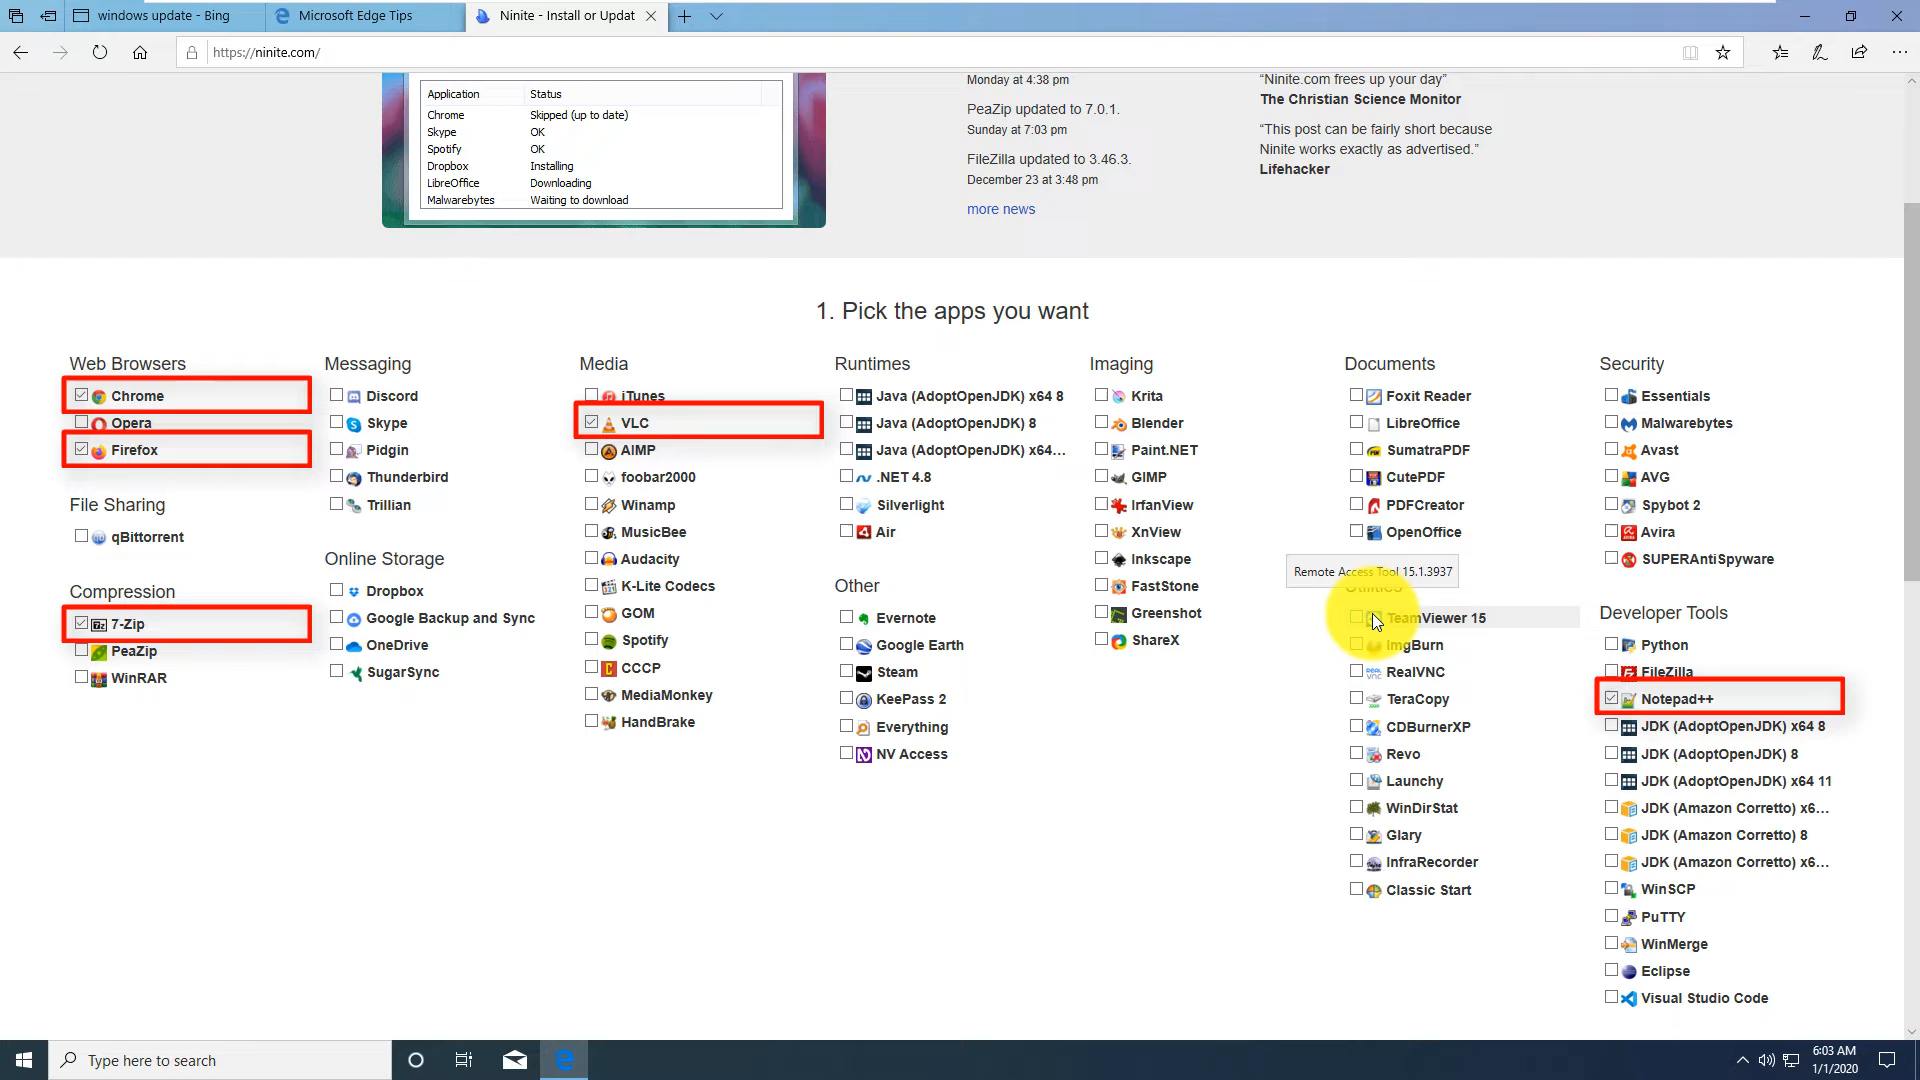 windows update - Bing
Microsoft Edge Tips
Ninite - Install or Updat
https://ninite.com/
Application Status
Chrome Skipped (up to date)
Skype OK
Spotify OK
Dropbox Installing
LibreOffice Downloading
Malwarebytes Waiting to download
Monday at 4:38 pm
PeaZip updated to 7.0.1.
Sunday at 7:03 pm
FileZilla updated to 3.46.3.
December 23 at 3:48 pm
more news
“Ninite.com frees up your day”
The Christian Science Monitor
“This post can be fairly short because
Ninite works exactly as advertised.”
Lifehacker
1. Pick the apps you want
Web Browsers
Chrome
Opera
Firefox
File Sharing
qBittorrent
Compression
7-Zip
PeaZip
WinRAR
Messaging
Discord
Skype
Pidgin
Thunderbird
Trillian
Online Storage
Dropbox
Google Backup and Sync
OneDrive
SugarSync
Media
iTunes
VLC
AIMP
foobar2000
Winamp
MusicBee
Audacity
K-Lite Codecs
GOM
Spotify
CCCP
MediaMonkey
HandBrake
Runtimes
Java (AdoptOpenJDK) x64 8
Java (AdoptOpenJDK) 8
Java (AdoptOpenJDK) x64...
.NET 4.8
Silverlight
Air
Other
Evernote
Google Earth
Steam
KeePass 2
Everything
NV Access
Imaging
Krita
Blender
Paint.NET
GIMP
IrfanView
XnView
Inkscape
FastStone
Greenshot
ShareX
Documents
Foxit Reader
LibreOffice
SumatraPDF
CutePDF
PDFCreator
OpenOffice
Remote Access Tool 15.1.3937
Utilities
TeamViewer 15
ImgBurn
RealVNC
TeraCopy
CDBurnerXP
Revo
Launchy
WinDirStat
Glary
InfraRecorder
Classic Start
Security
Essentials
Malwarebytes
Avast
AVG
Spybot 2
Avira
SUPERAntiSpyware
Developer Tools
Python
FileZilla
Notepad++
JDK (AdoptOpenJDK) x64 8
JDK (AdoptOpenJDK) 8
JDK (AdoptOpenJDK) x64 11
JDK (Amazon Corretto) x6...
JDK (Amazon Corretto) 8
JDK (Amazon Corretto) x6...
WinSCP
PuTTY
WinMerge
Eclipse
Visual Studio Code
Type here to search
6:03 AM
1/1/2020